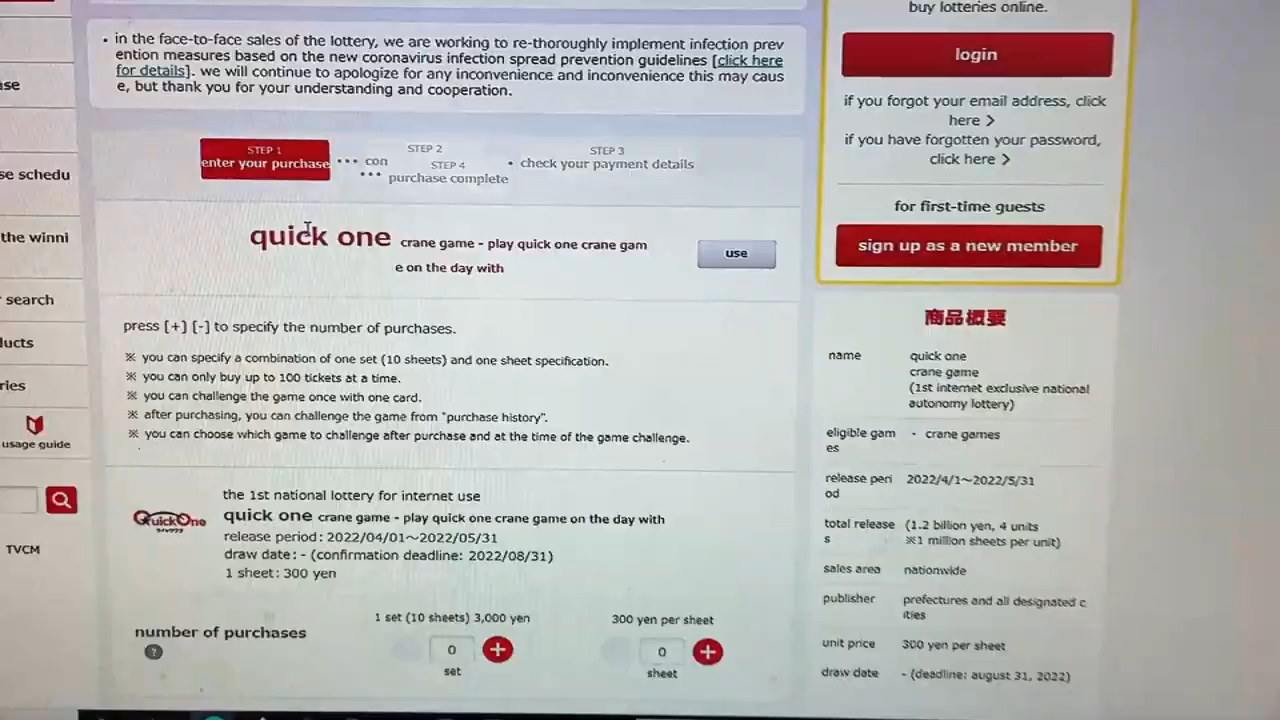 se
se schedu
the winni
search
ucts
ries
usage guide
TVCM
• in the face-to-face sales of the lottery, we are working to re-thoroughly implement infection prev
ention measures based on the new coronavirus infection spread prevention guidelines [click here
for details]. we will continue to apologize for any inconvenience and inconvenience this may caus
e, but thank you for your understanding and cooperation.
STEP 1
enter your purchase
••• con
•••
STEP 2
STEP 4
purchase complete
STEP 3
• check your payment details
quick one crane game - play quick one crane gam
e on the day with
use
press [+] [-] to specify the number of purchases.
※ you can specify a combination of one set (10 sheets) and one sheet specification.
※ you can only buy up to 100 tickets at a time.
※ you can challenge the game once with one card.
※ after purchasing, you can challenge the game from "purchase history".
※ you can choose which game to challenge after purchase and at the time of the game challenge.
QuickOne
the 1st national lottery for internet use
quick one crane game - play quick one crane game on the day with
release period: 2022/04/01～2022/05/31
draw date: - (confirmation deadline: 2022/08/31)
1 sheet: 300 yen
number of purchases
?
1 set (10 sheets) 3,000 yen
0
+
set
300 yen per sheet
0
+
sheet
buy lotteries online.
login
if you forgot your email address, click
here >
if you have forgotten your password,
click here >
for first-time guests
sign up as a new member
商品概要
name
quick one
crane game
(1st internet exclusive national
autonomy lottery)
eligible gam
es
- crane games
release peri
od
2022/4/1～2022/5/31
total release
s
(1.2 billion yen, 4 units
※1 million sheets per unit)
sales area
nationwide
publisher
prefectures and all designated c
ities
unit price
300 yen per sheet
draw date
- (deadline: august 31, 2022)